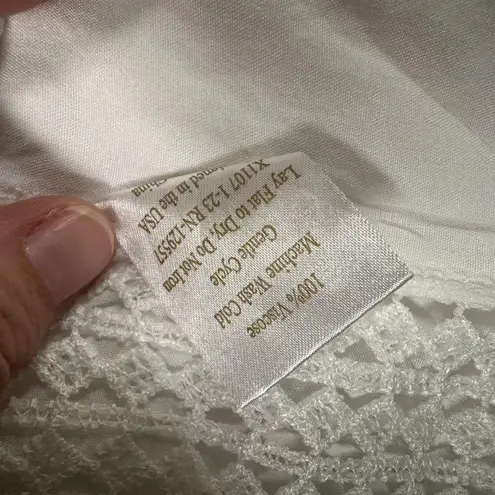 100% Viscose
Machine Wash Cold
Gentle Cycle
Lay Flat to Dry, Do Not Iron
X1107 1-23 RN-129557
in the USA
China